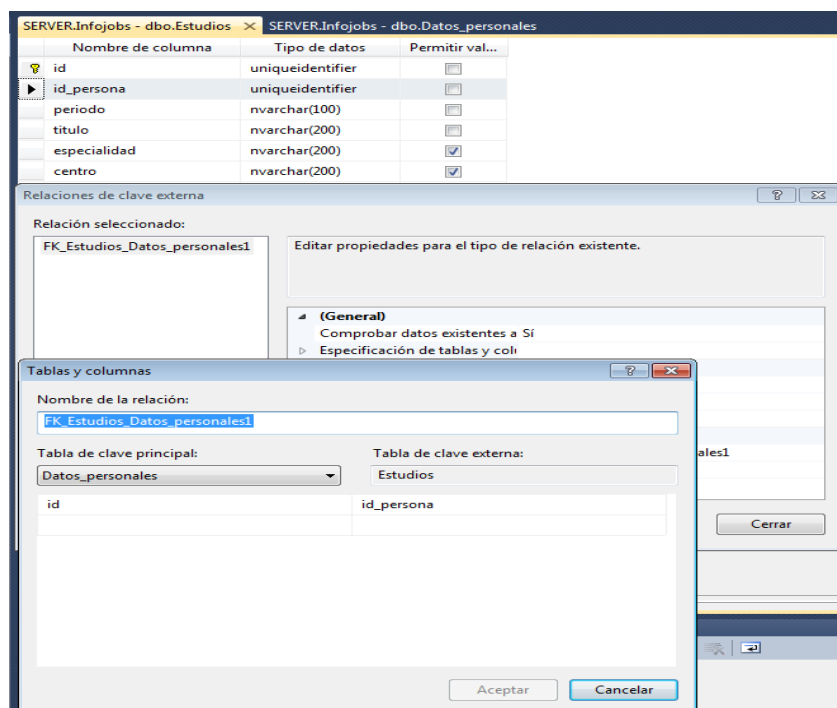 SERVER.Infojobs - dbo.Estudios SERVER.Infojobs - dbo.Datos_personales
Nombre de columna Tipo de datos Permitir val...
id uniqueidentifier
id_persona uniqueidentifier
periodo nvarchar(100)
titulo nvarchar(200)
especialidad nvarchar(200)
centro nvarchar(200)
Relaciones de clave externa
Relación seleccionado:
FK_Estudios_Datos_personales1 Editar propiedades para el tipo de relación existente.
(General)
Comprobar datos existentes a Sí
Especificación de tablas y colu
Tablas y columnas
Nombre de la relación:
FK_Estudios_Datos_personales1
Tabla de clave principal: Tabla de clave externa:
ales1
Datos_personales Estudios
id id_persona
Cerrar
Aceptar Cancelar